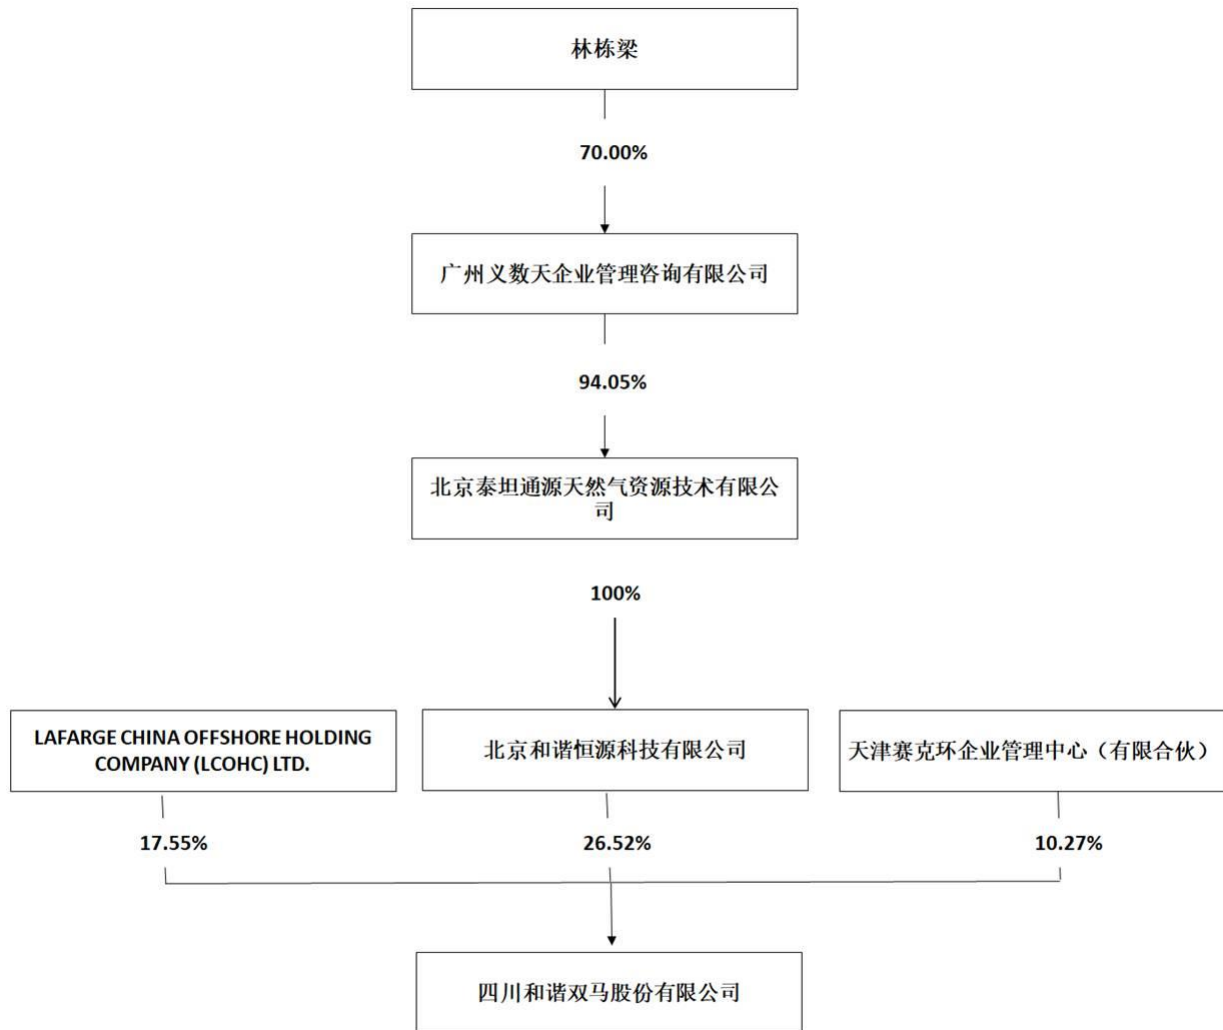 林栋梁
70.00%
广州义数天企业管理咨询有限公司
94.05%
北京泰坦通源天然气资源技术有限公
司
100%
LAFARGE CHINA OFFSHORE HOLDING
COMPANY (LCOHC) LTD.
北京和谐恒源科技有限公司
天津赛克环企业管理中心（有限合伙）
17.55%
26.52%
10.27%
四川和谐双马股份有限公司